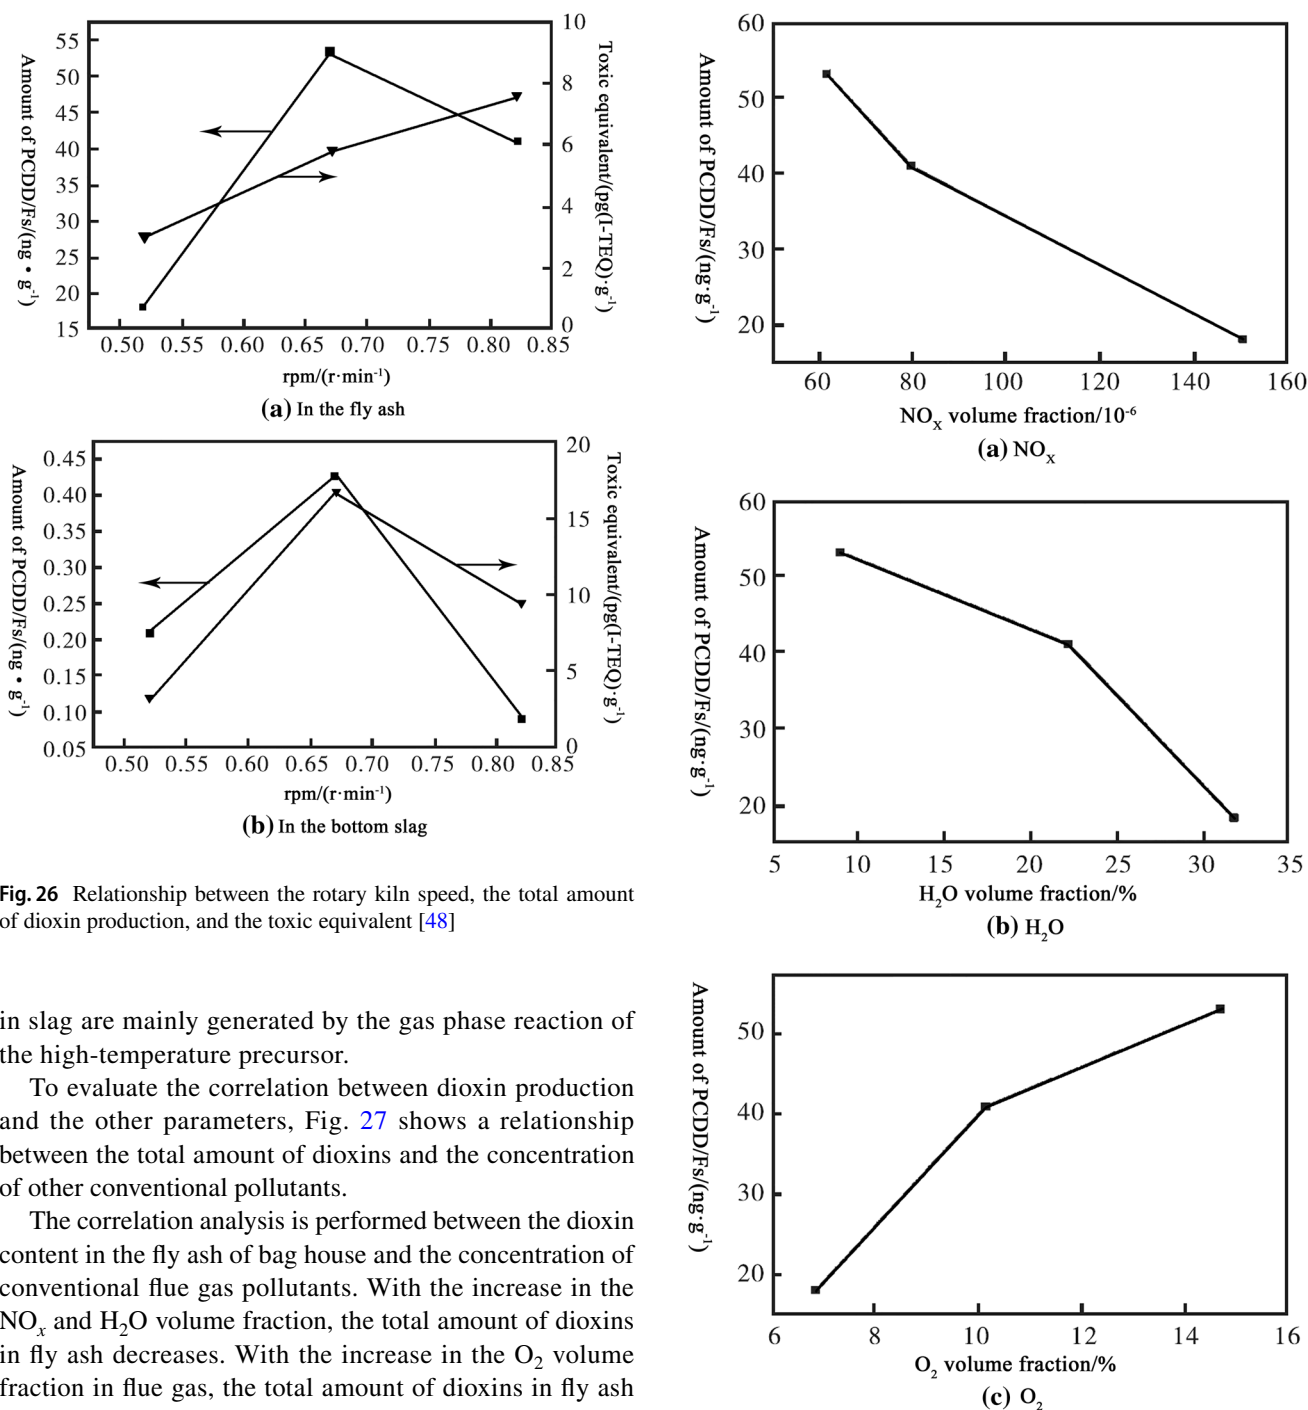 55
50
45
40
35
30
25
20
15
Amount of PCDD/Fs/(ng • g⁻¹)
10
8
6
4
2
0
Toxic equivalent/(pg(I-TEQ)·g⁻¹)
0.50 0.55 0.60 0.65 0.70 0.75 0.80 0.85
rpm/(r·min⁻¹)
(a) In the fly ash
0.45
0.40
0.35
0.30
0.25
0.20
0.15
0.10
0.05
Amount of PCDD/Fs/(ng • g⁻¹)
20
15
10
5
0
Toxic equivalent/(pg(I-TEQ)·g⁻¹)
0.50 0.55 0.60 0.65 0.70 0.75 0.80 0.85
rpm/(r·min⁻¹)
(b) In the bottom slag
Fig. 26 Relationship between the rotary kiln speed, the total amount
of dioxin production, and the toxic equivalent [48]
in slag are mainly generated by the gas phase reaction of
the high-temperature precursor.
To evaluate the correlation between dioxin production
and the other parameters, Fig. 27 shows a relationship
between the total amount of dioxins and the concentration
of other conventional pollutants.
The correlation analysis is performed between the dioxin
content in the fly ash of bag house and the concentration of
conventional flue gas pollutants. With the increase in the
NOₓ and H₂O volume fraction, the total amount of dioxins
in fly ash decreases. With the increase in the O₂ volume
fraction in flue gas, the total amount of dioxins in fly ash
60
50
40
30
20
Amount of PCDD/Fs/(ng·g⁻¹)
60 80 100 120 140 160
NOₓ volume fraction/10⁻⁶
(a) NOₓ
60
50
40
30
20
Amount of PCDD/Fs/(ng·g⁻¹)
5 10 15 20 25 30 35
H₂O volume fraction/%
(b) H₂O
50
40
30
20
Amount of PCDD/Fs/(ng·g⁻¹)
6 8 10 12 14 16
O₂ volume fraction/%
(c) O₂